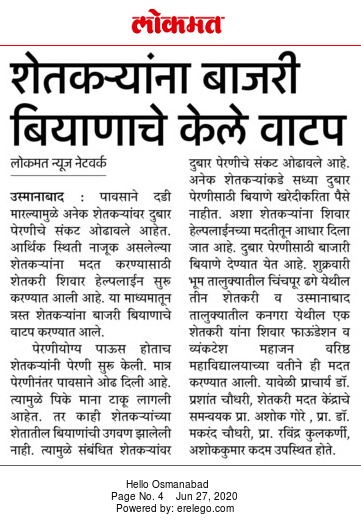 लोकमत
शेतकऱ्यांना बाजरी
बियाणाचे केले वाटप
लोकमत न्यूज नेटवर्क
उस्मानाबाद : पावसाने दडी
मारल्यामुळे अनेक शेतकऱ्यांवर दुबार
पेरणीचे संकट ओढावले आहेत.
आर्थिक स्थिती नाजूक असलेल्या
शेतकऱ्यांना मदत करण्यासाठी
शेतकरी शिवार हेल्पलाईन सुरू
करण्यात आली आहे. या माध्यमातून
त्रस्त शेतकऱ्यांना बाजरी बियाणाचे
वाटप करण्यात आले.
पेरणीयोग्य पाऊस होताच
शेतकऱ्यांनी पेरणी सुरू केली. मात्र
पेरणीनंतर पावसाने ओढ दिली आहे.
त्यामुळे पिके माना टाकू लागली
आहेत. तर काही शेतकऱ्यांच्या
शेतातील बियाणांची उगवण झालेली
नाही. त्यामुळे संबंधित शेतकऱ्यांवर
दुबार पेरणीचे संकट ओढावले आहे.
अनेक शेतकऱ्यांकडे सध्या दुबार
पेरणीसाठी बियाणे खरेदीकरिता पैसे
नाहीत. अशा शेतकऱ्यांना शिवार
हेल्पलाईनच्या मदतीतून आधार दिला
जात आहे. दुबार पेरणीसाठी बाजारी
बियाणे देण्यात येत आहे. शुक्रवारी
भूम तालुक्यातील चिंचपूर ढगे येथील
तीन शेतकरी व उस्मानाबाद
तालुक्यातील कनगरा येथील एक
शेतकरी यांना शिवार फाऊंडेशन व
व्यंकटेश महाजन वरिष्ठ
महाविद्यालयाच्या वतीने ही मदत
करण्यात आली. यावेळी प्राचार्य डॉ.
प्रशांत चौधरी, शेतकरी मदत केंद्राचे
समन्वयक प्रा. अशोक गोरे , प्रा. डॉ.
मकरंद चौधरी, प्रा. रविंद्र कुलकर्णी,
अशोककुमार कदम उपस्थित होते.
Hello Osmanabad
Page No. 4 Jun 27, 2020
Powered by: erelego.com